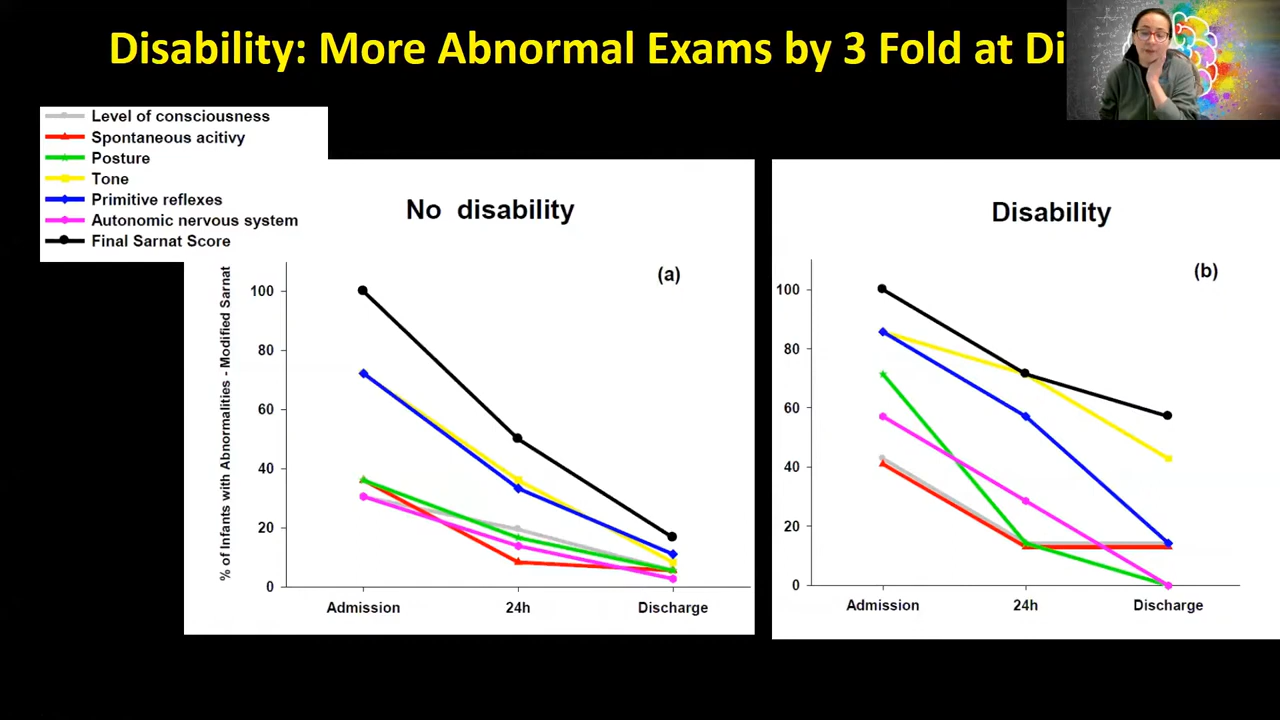 Disability: More Abnormal Exams by 3 Fold at Di
Level of consciousness
Spontaneous acitivy
Posture
Tone
Primitive reflexes
Autonomic nervous system
Final Sarnat Score
No disability
(a)
% of Infants with Abnormalities - Modified Sarnat
100
80
60
40
20
0
Admission 24h Discharge
Disability
(b)
100
80
60
40
20
0
Admission 24h Discharge